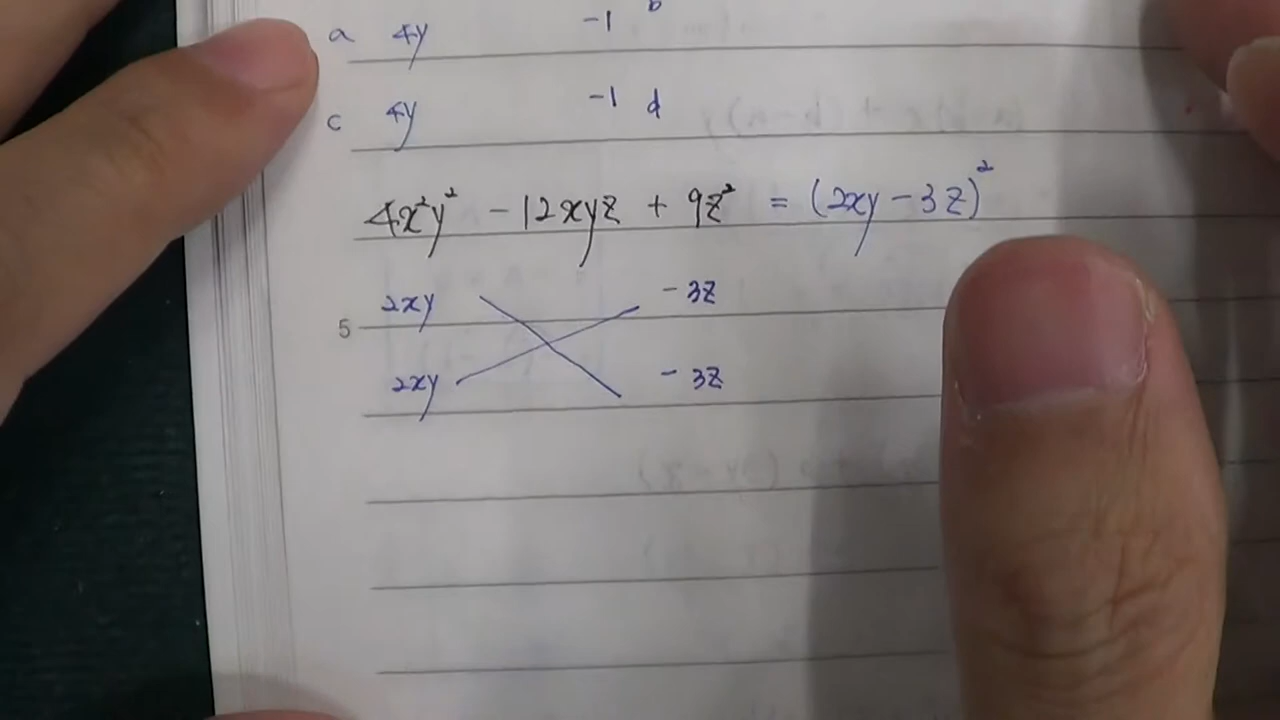 a 4y -1 b
c 4y -1 d
4x²y² - 12xyz + 9z² = (2xy - 3z)²
2xy - 3z
5
2xy - 3z